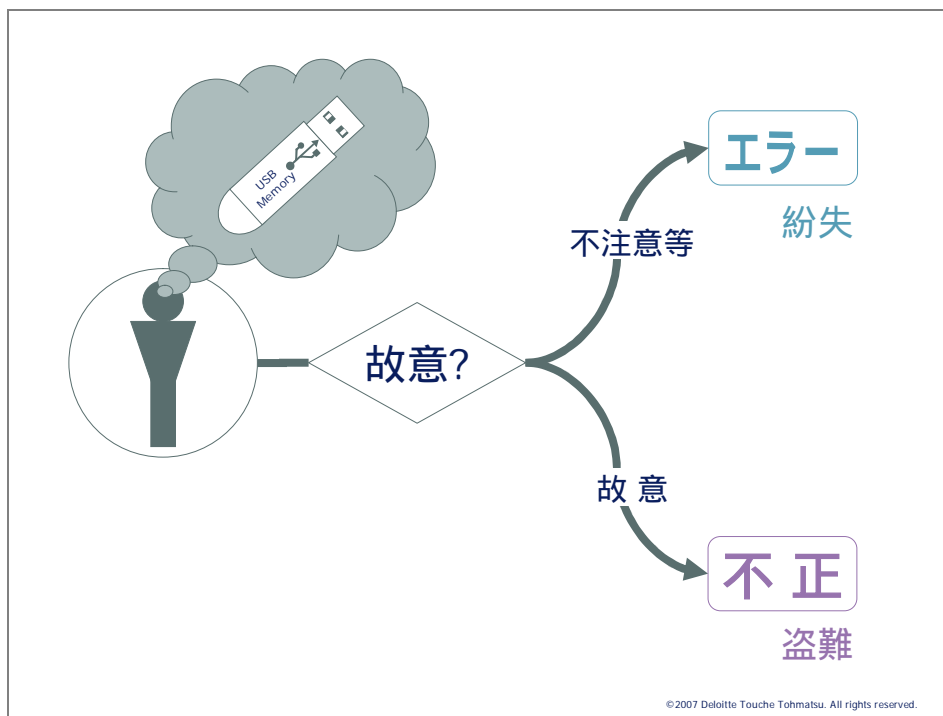 USB
Memory
エラー
紛失
不注意等
故意?
故 意
不 正
盗難
©2007 Deloitte Touche Tohmatsu. All rights reserved.